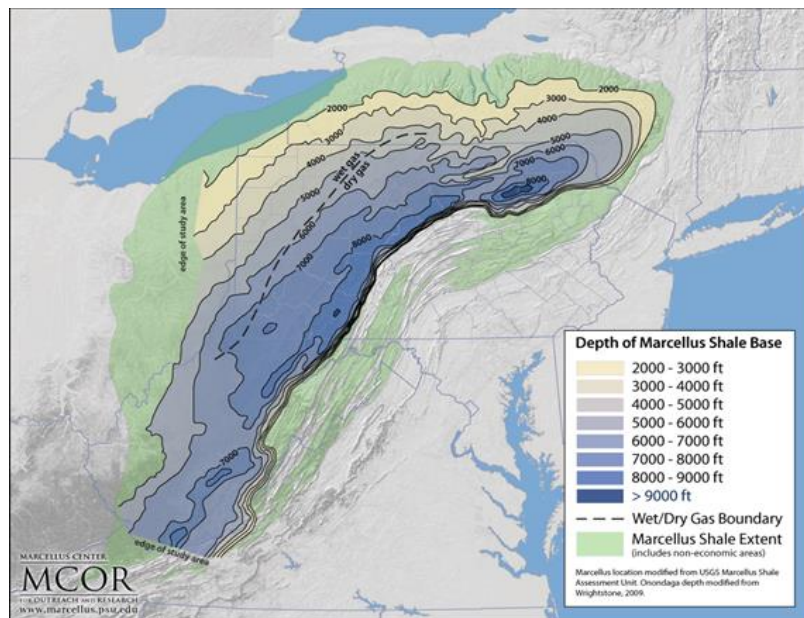 2000
2000
3000
2000
3000
4000
4000
5000
6000
7000
8000
5000
wet gas
dry gas
6000
8000
7000
edge of study area
7000
edge of study area
Depth of Marcellus Shale Base
2000 - 3000 ft
3000 - 4000 ft
4000 - 5000 ft
5000 - 6000 ft
6000 - 7000 ft
7000 - 8000 ft
8000 - 9000 ft
> 9000 ft
Wet/Dry Gas Boundary
Marcellus Shale Extent
(includes non-economic areas)
Marcellus location modified from USGS Marcellus Shale
Assessment Unit. Onondaga depth modified from
Wrightstone, 2009.
MARCELLUS CENTER
MCOR
FOR OUTREACH AND RESEARCH
www.marcellus.psu.edu